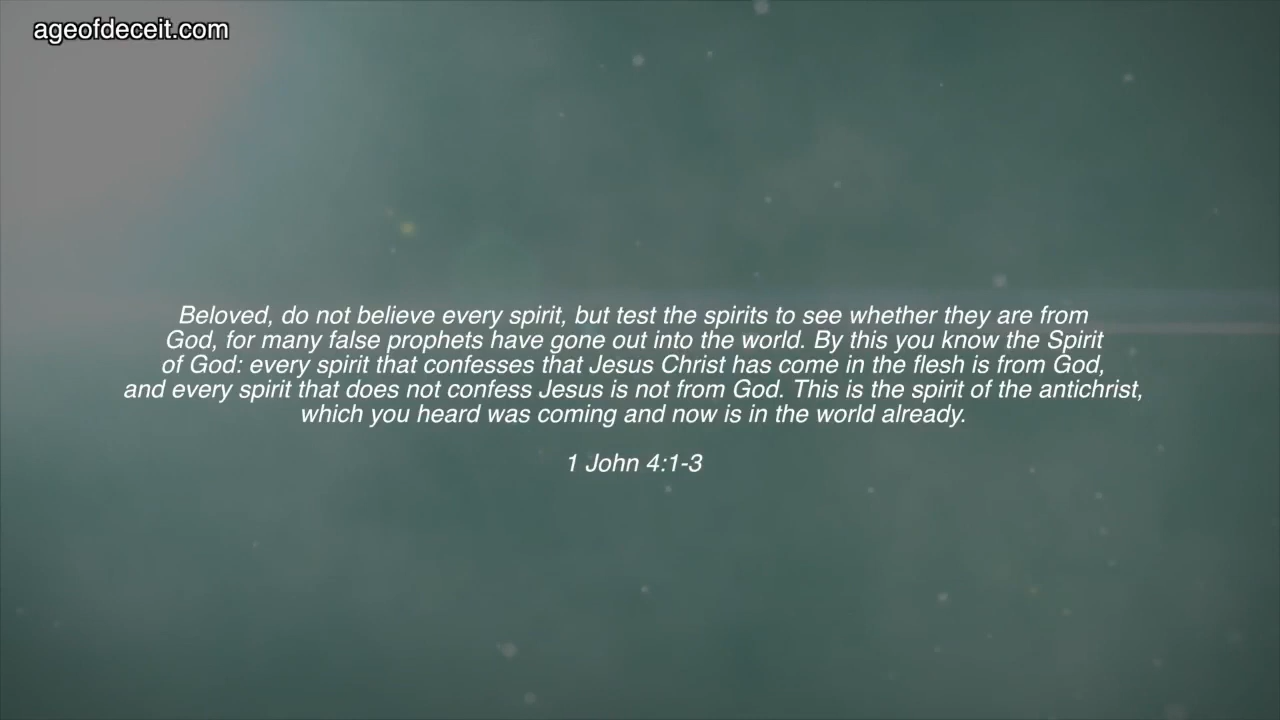 ageofdeceit.com
Beloved, do not believe every spirit, but test the spirits to see whether they are from
God, for many false prophets have gone out into the world. By this you know the Spirit
of God: every spirit that confesses that Jesus Christ has come in the flesh is from God,
and every spirit that does not confess Jesus is not from God. This is the spirit of the antichrist,
which you heard was coming and now is in the world already.
1 John 4:1-3